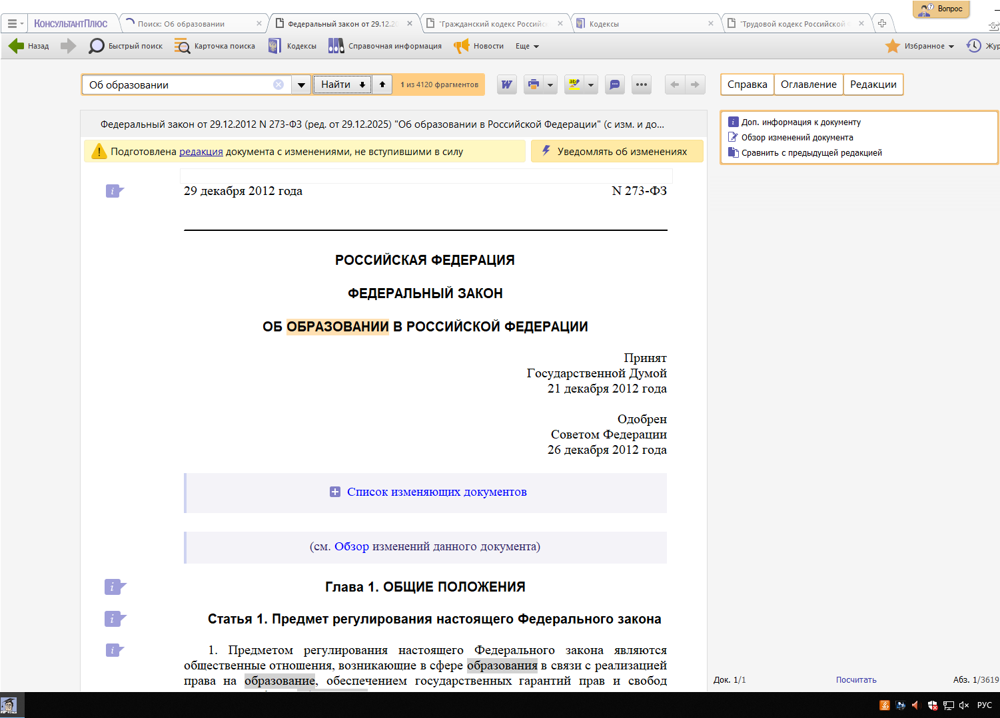 Вопрос
КонсультантПлюс
Поиск: Об образовании
Федеральный закон от 29.12.20
"Гражданский кодекс Российск
Кодексы
"Трудовой кодекс Российской
Назад
Быстрый поиск
Карточка поиска
Кодексы
Справочная информация
Новости
Еще
Избранное
Жур
Об образовании
Найти
1 из 4120 фрагментов
Справка
Оглавление
Редакции
Федеральный закон от 29.12.2012 N 273-ФЗ (ред. от 29.12.2025) "Об образовании в Российской Федерации" (с изм. и до...
Подготовлена редакция документа с изменениями, не вступившими в силу
Уведомлять об изменениях
Доп. информация к документу
Обзор изменений документа
Сравнить с предыдущей редакцией
29 декабря 2012 года
N 273-ФЗ
РОССИЙСКАЯ ФЕДЕРАЦИЯ
ФЕДЕРАЛЬНЫЙ ЗАКОН
ОБ ОБРАЗОВАНИИ В РОССИЙСКОЙ ФЕДЕРАЦИИ
Принят
Государственной Думой
21 декабря 2012 года
Одобрен
Советом Федерации
26 декабря 2012 года
Список изменяющих документов
(см. Обзор изменений данного документа)
Глава 1. ОБЩИЕ ПОЛОЖЕНИЯ
Статья 1. Предмет регулирования настоящего Федерального закона
1. Предметом регулирования настоящего Федерального закона являются
общественные отношения, возникающие в сфере образования в связи с реализацией
права на образование, обеспечением государственных гарантий прав и свобод
Док. 1/1
Посчитать
Абз. 1/3619
РУС